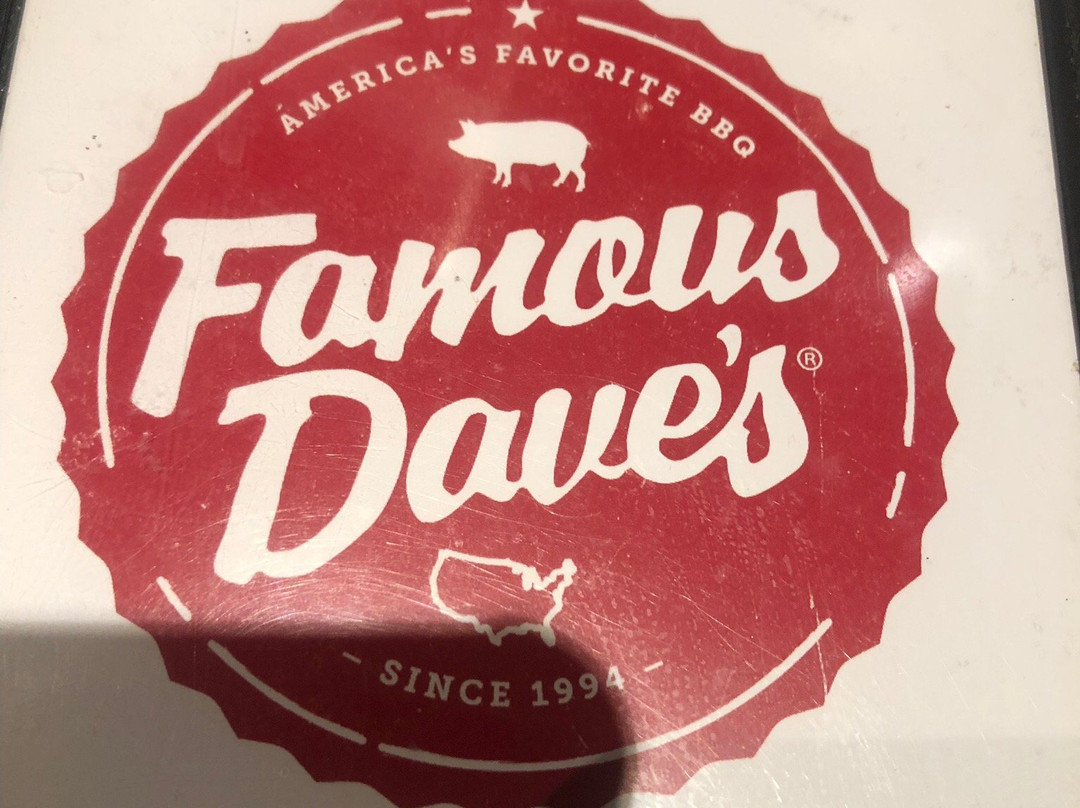 AMERICA'S FAVORITE BBQ
Famous
Dave's®
- SINCE 1994 -